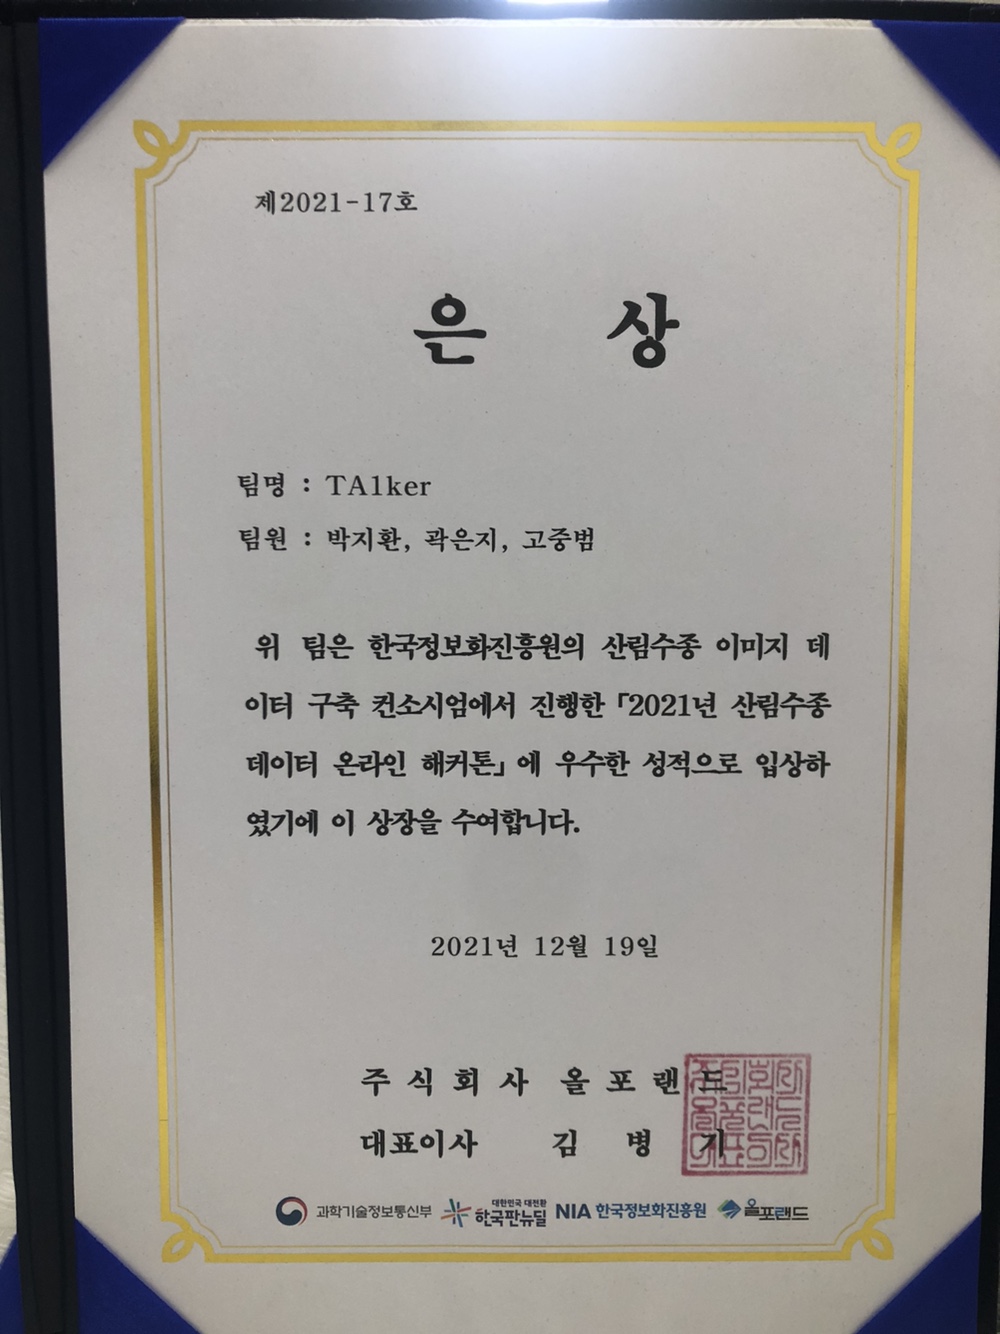 제2021-17호
은 상
팀명 : TA1ker
팀원 : 박지환, 곽은지, 고중범
위 팀은 한국정보화진흥원의 산림수종 이미지 데
이터 구축 컨소시엄에서 진행한 「2021년 산림수종
데이터 온라인 해커톤」에 우수한 성적으로 입상하
였기에 이 상장을 수여합니다.
2021년 12월 19일
주식회사 올포랜드
대표이사 김병기
과학기술정보통신부 대한민국 대전환 한국판뉴딜 NIA 한국정보화진흥원 올포랜드